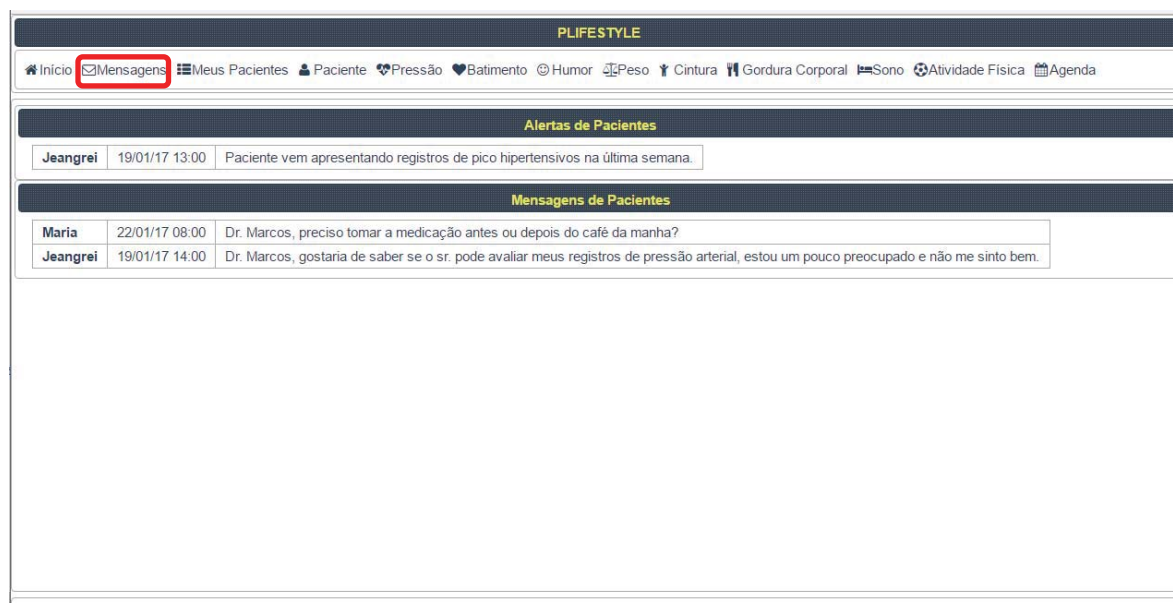 PLIFESTYLE
Início Mensagens Meus Pacientes Paciente Pressão Batimento Humor Peso Cintura Gordura Corporal Sono Atividade Física Agenda
Alertas de Pacientes
Jeangrei 19/01/17 13:00 Paciente vem apresentando registros de pico hipertensivos na última semana.
Mensagens de Pacientes
Maria 22/01/17 08:00 Dr. Marcos, preciso tomar a medicação antes ou depois do café da manha?
Jeangrei 19/01/17 14:00 Dr. Marcos, gostaria de saber se o sr. pode avaliar meus registros de pressão arterial, estou um pouco preocupado e não me sinto bem.